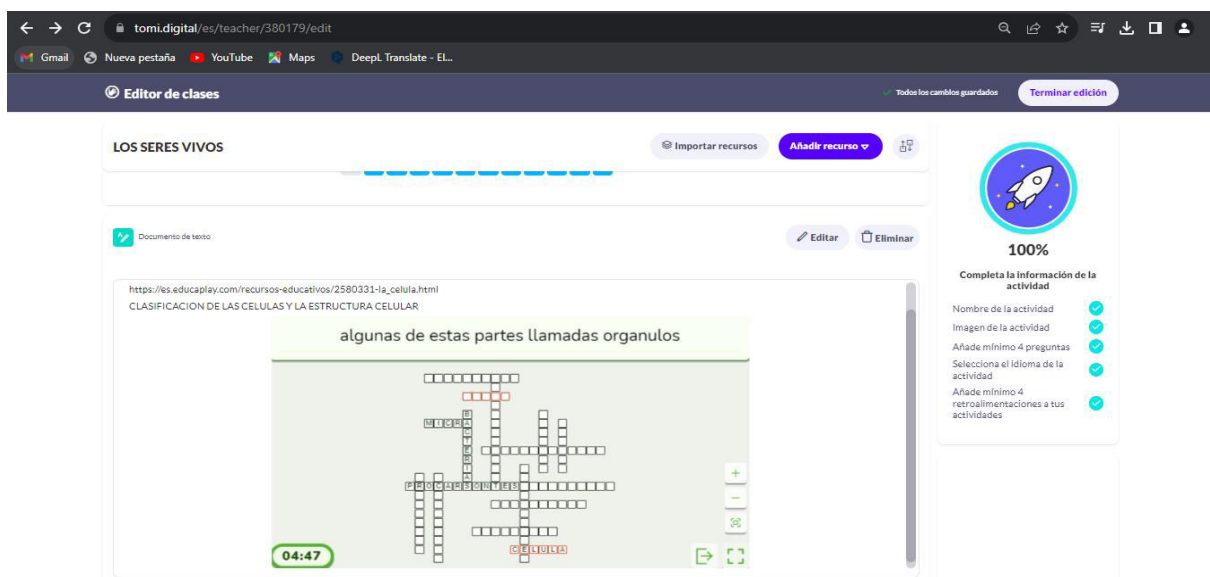 tomi.digital/es/teacher/380179/edit
Gmail Nueva pestaña YouTube Maps DeepL Translate - El...
Editor de clases Todos los cambios guardados Terminar edición
LOS SERES VIVOS Importar recursos Añadir recurso
Documento de texto Editar Eliminar
https://es.educaplay.com/recursos-educativos/2580331-la_celula.html
CLASIFICACION DE LAS CELULAS Y LA ESTRUCTURA CELULAR
algunas de estas partes llamadas organulos
BACTERIAS
MICRA
CELULA
04:47
100%
Completa la información de la
actividad
Nombre de la actividad
Imagen de la actividad
Añade mínimo 4 preguntas
Selecciona el idioma de la
actividad
Añade mínimo 4
retroalimentaciones a tus
actividades